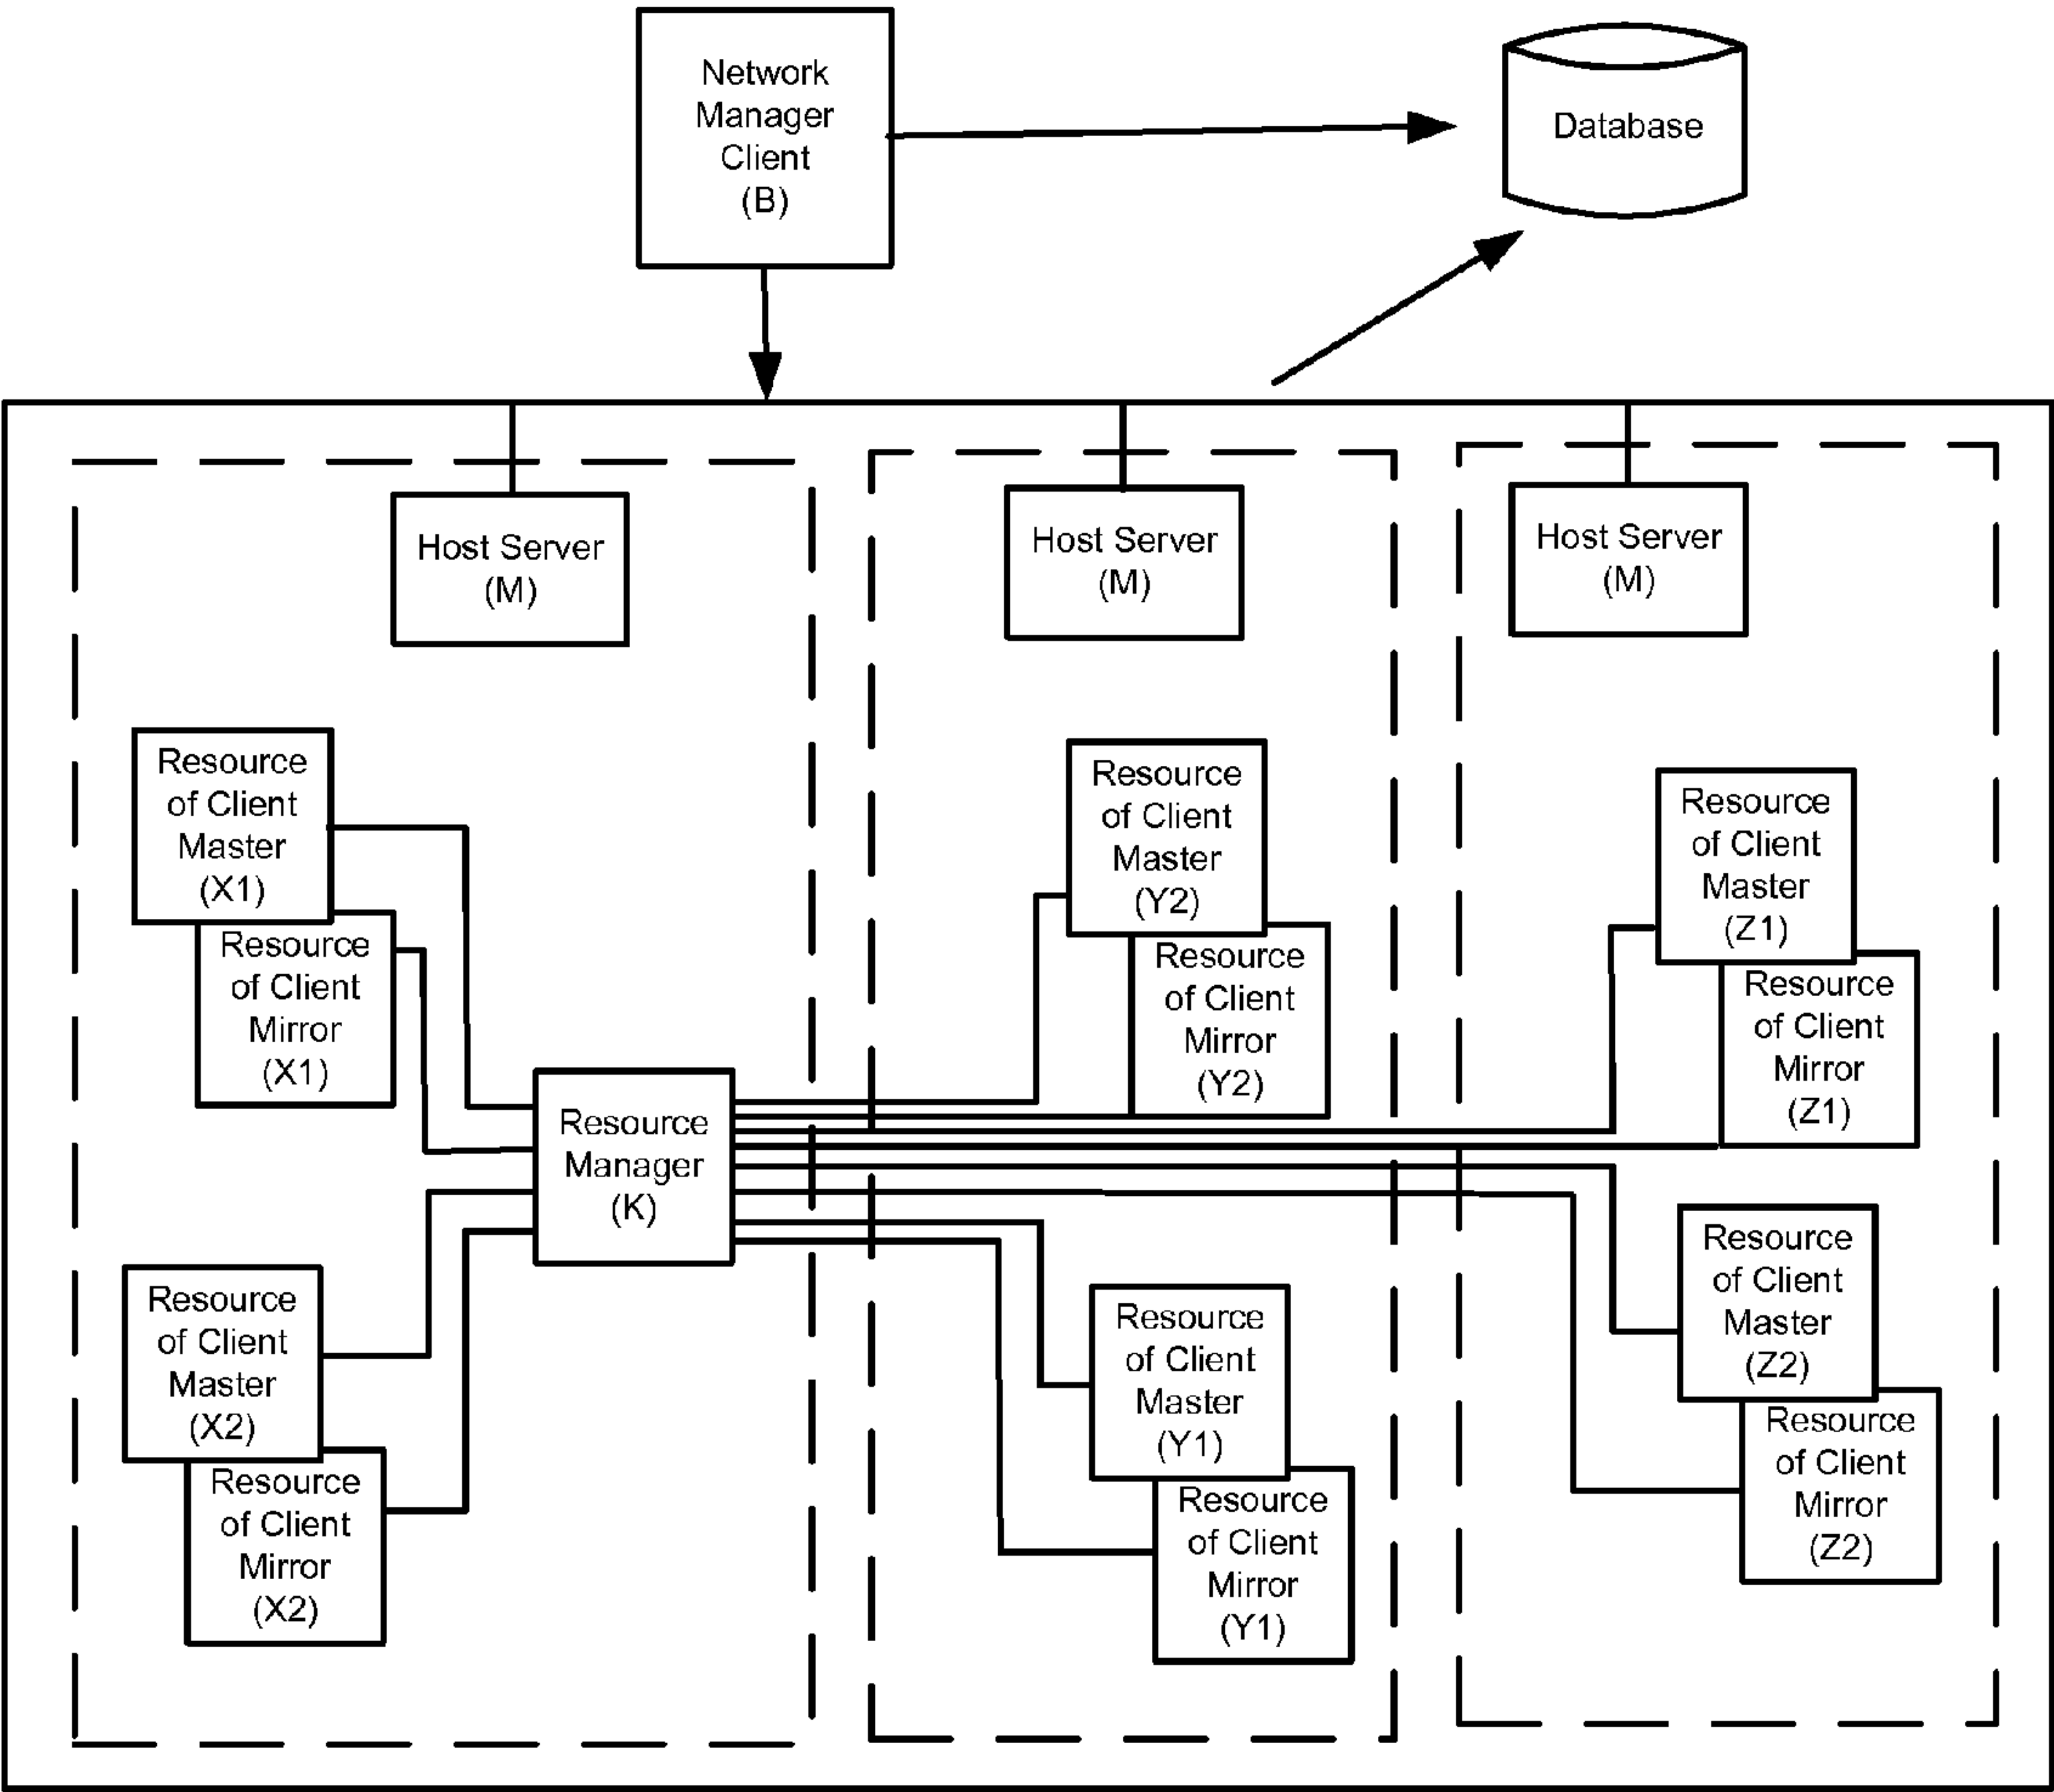 Network
Manager
Client
(B)
Database
Host Server
(M)
Host Server
(M)
Host Server
(M)
Resource
of Client
Master
(X1)
Resource
of Client
Mirror
(X1)
Resource
of Client
Master
(Y2)
Resource
of Client
Mirror
(Y2)
Resource
of Client
Master
(Z1)
Resource
of Client
Mirror
(Z1)
Resource
Manager
(K)
Resource
of Client
Master
(X2)
Resource
of Client
Mirror
(X2)
Resource
of Client
Master
(Y1)
Resource
of Client
Mirror
(Y1)
Resource
of Client
Master
(Z2)
Resource
of Client
Mirror
(Z2)